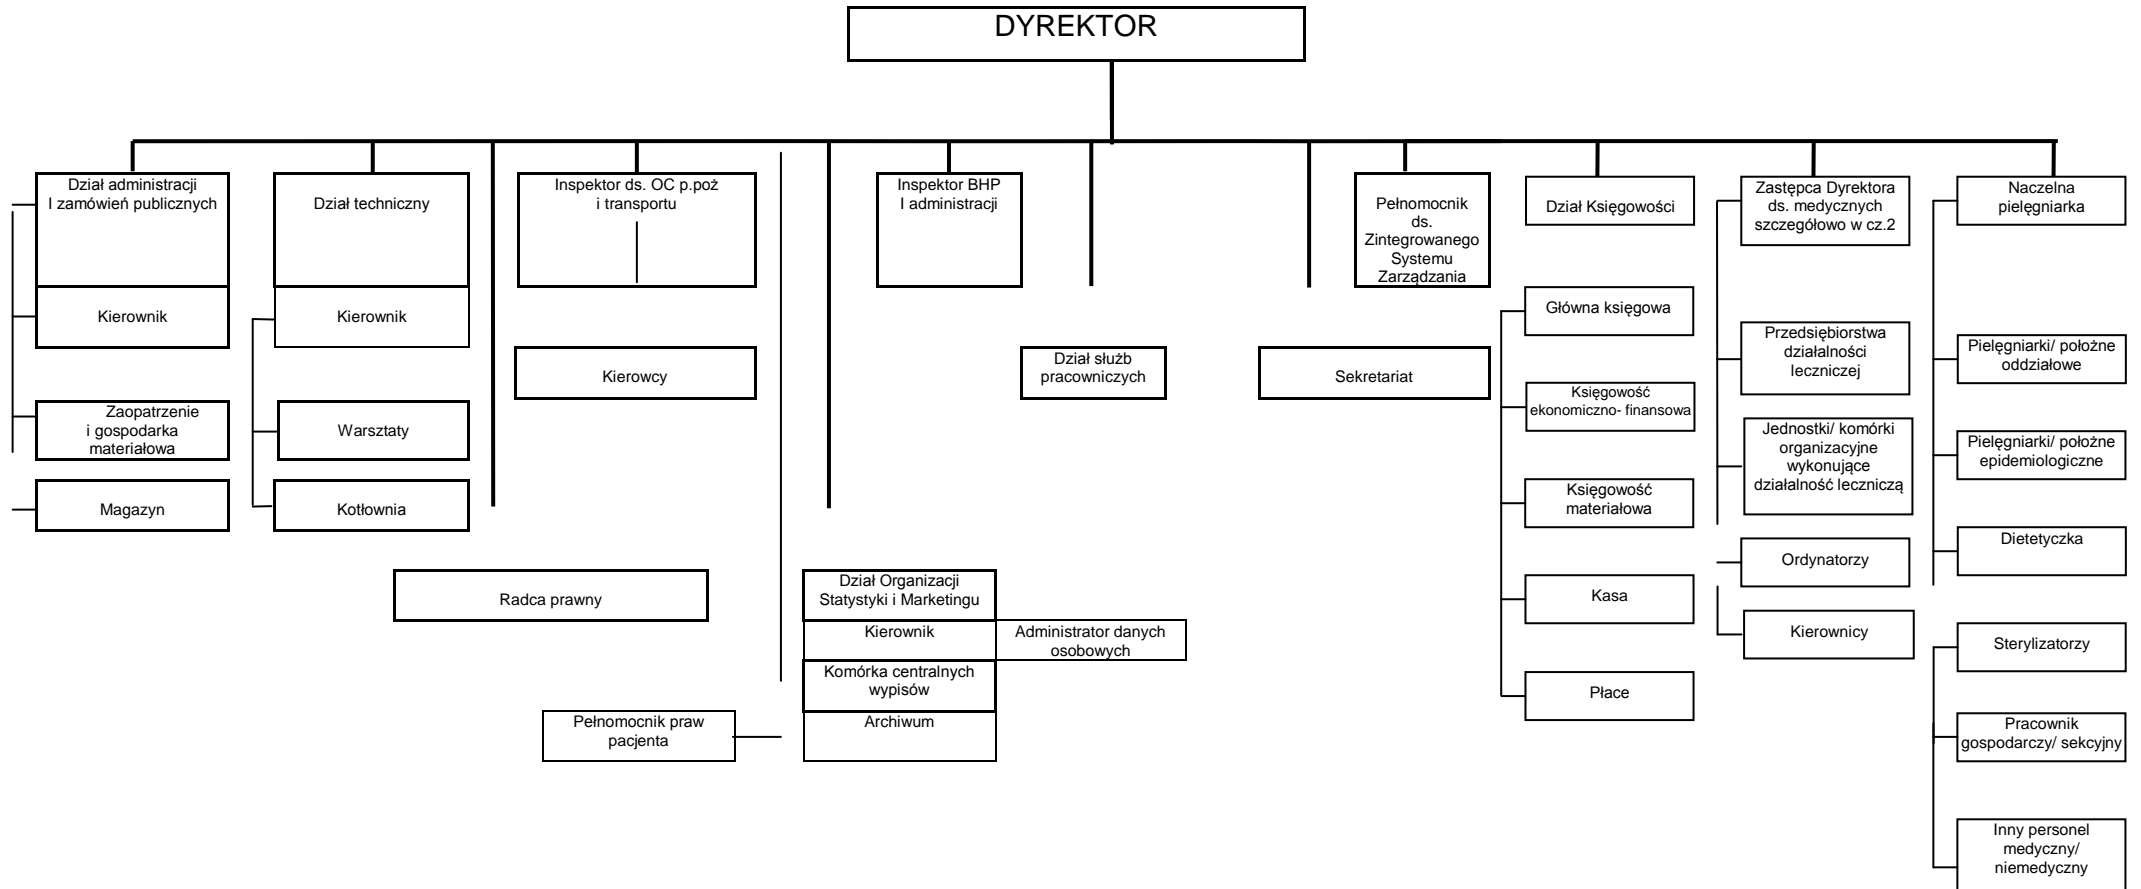 DYREKTOR
Dział administracji
I zamówień publicznych
Kierownik
Zaopatrzenie
i gospodarka
materiałowa
Magazyn
Dział techniczny
Kierownik
Warsztaty
Kotłownia
Inspektor ds. OC p.poż
i transportu
Kierowcy
Radca prawny
Pełnomocnik praw
pacjenta
Inspektor BHP
I administracji
Dział Organizacji
Statystyki i Marketingu
Kierownik
Administrator danych
osobowych
Komórka centralnych
wypisów
Archiwum
Dział służb
pracowniczych
Sekretariat
Pełnomocnik
ds.
Zintegrowanego
Systemu
Zarządzania
Dział Księgowości
Główna księgowa
Księgowość
ekonomiczno- finansowa
Księgowość
materiałowa
Kasa
Płace
Zastępca Dyrektora
ds. medycznych
szczegółowo w cz.2
Przedsiębiorstwa
działalności
leczniczej
Jednostki/ komórki
organizacyjne
wykonujące
działalność leczniczą
Ordynatorzy
Kierownicy
Naczelna
pielęgniarka
Pielęgniarki/ położne
oddziałowe
Pielęgniarki/ położne
epidemiologiczne
Dietetyczka
Sterylizatorzy
Pracownik
gospodarczy/ sekcyjny
Inny personel
medyczny/
niemedyczny